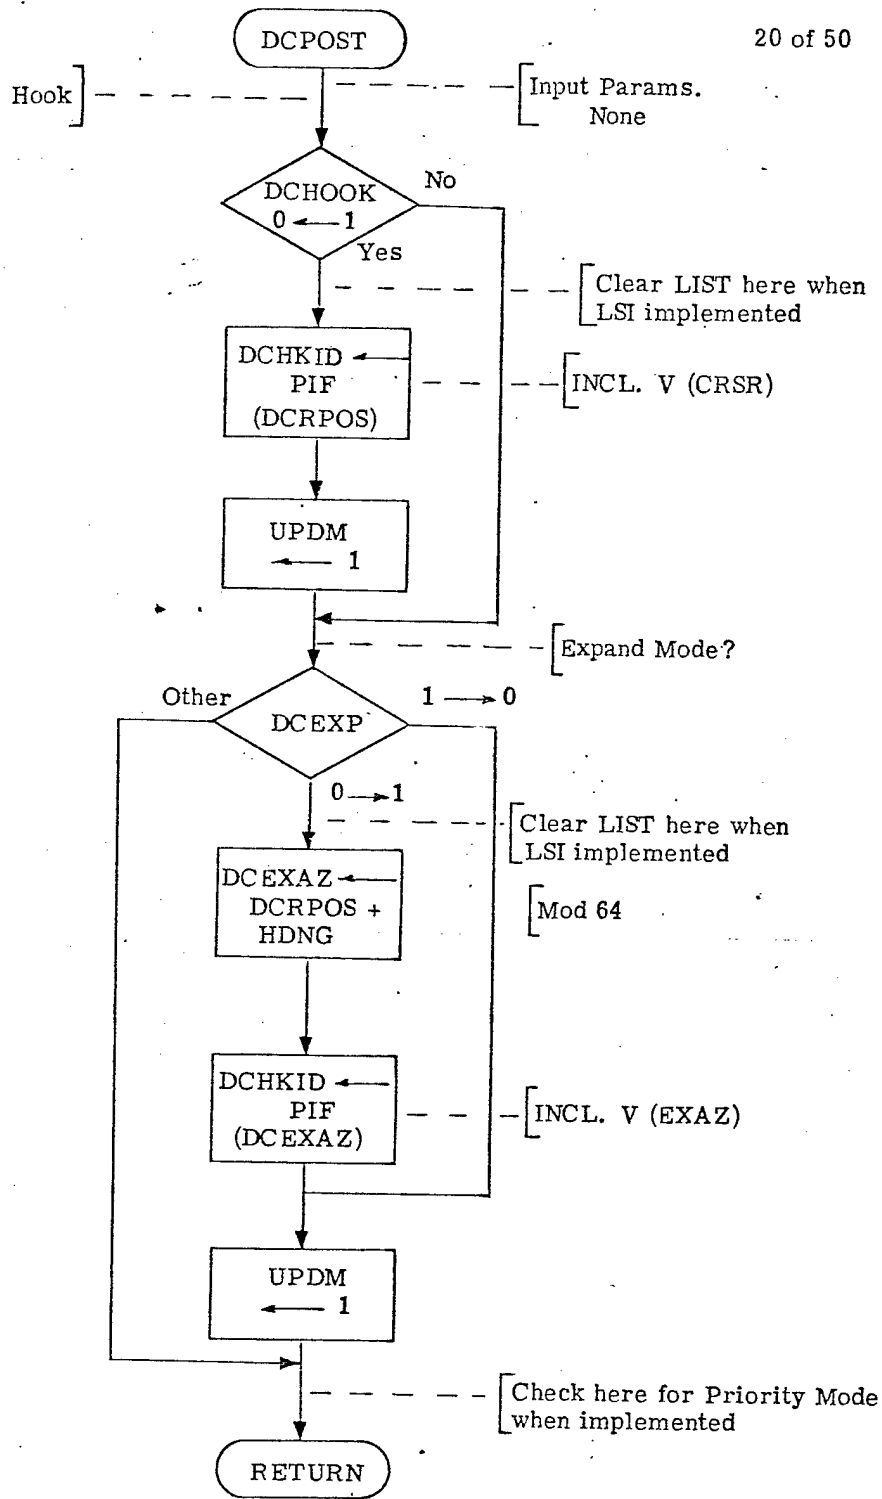 DCPOST
20 of 50
Hook
Input Params.
None
DCHOOK
0 ← 1
No
Yes
Clear LIST here when
LSI implemented
DCHKID ←
PIF
(DCRPOS)
INCL. V (CRSR)
UPDM
← 1
Expand Mode?
Other
1 → 0
DCEXP
0 → 1
Clear LIST here when
LSI implemented
DCEXAZ ←
DCRPOS +
HDNG
Mod 64
DCHKID ←
PIF
(DCEXAZ)
INCL. V (EXAZ)
UPDM
← 1
Check here for Priority Mode
when implemented
RETURN